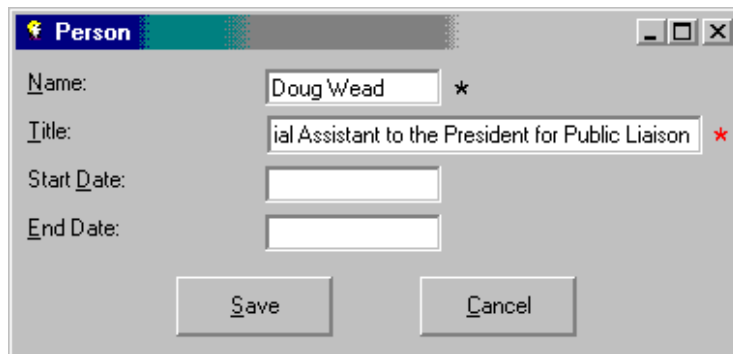 Person
Name: Doug Wead *
Title: ial Assistant to the President for Public Liaison *
Start Date:
End Date:
Save Cancel